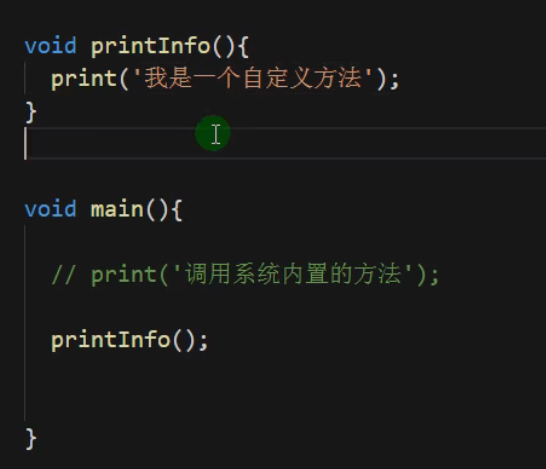 void printInfo(){
print('我是一个自定义方法');
}
void main(){
// print('调用系统内置的方法');
printInfo();
}